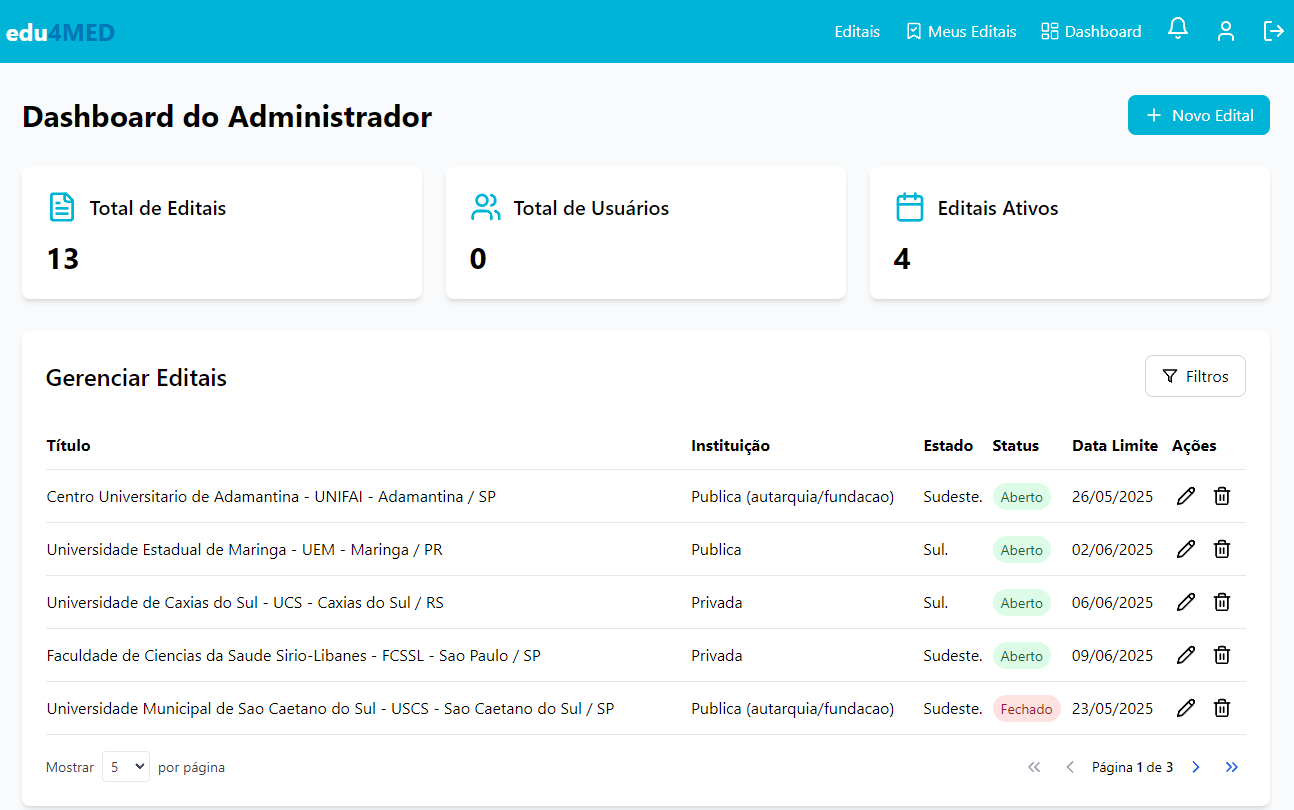 edu4MED Editais Meus Editais Dashboard
Dashboard do Administrador Novo Edital
Total de Editais Total de Usuários Editais Ativos
13 0 4
Gerenciar Editais Filtros
Título Instituição Estado Status Data Limite Ações
Centro Universitario de Adamantina - UNIFAI - Adamantina / SP Publica (autarquia/fundacao) Sudeste. Aberto 26/05/2025
Universidade Estadual de Maringa - UEM - Maringa / PR Publica Sul. Aberto 02/06/2025
Universidade de Caxias do Sul - UCS - Caxias do Sul / RS Privada Sul. Aberto 06/06/2025
Faculdade de Ciencias da Saude Sirio-Libanes - FCSSL - Sao Paulo / SP Privada Sudeste. Aberto 09/06/2025
Universidade Municipal de Sao Caetano do Sul - USCS - Sao Caetano do Sul / SP Publica (autarquia/fundacao) Sudeste. Fechado 23/05/2025
Mostrar 5 por página Página 1 de 3